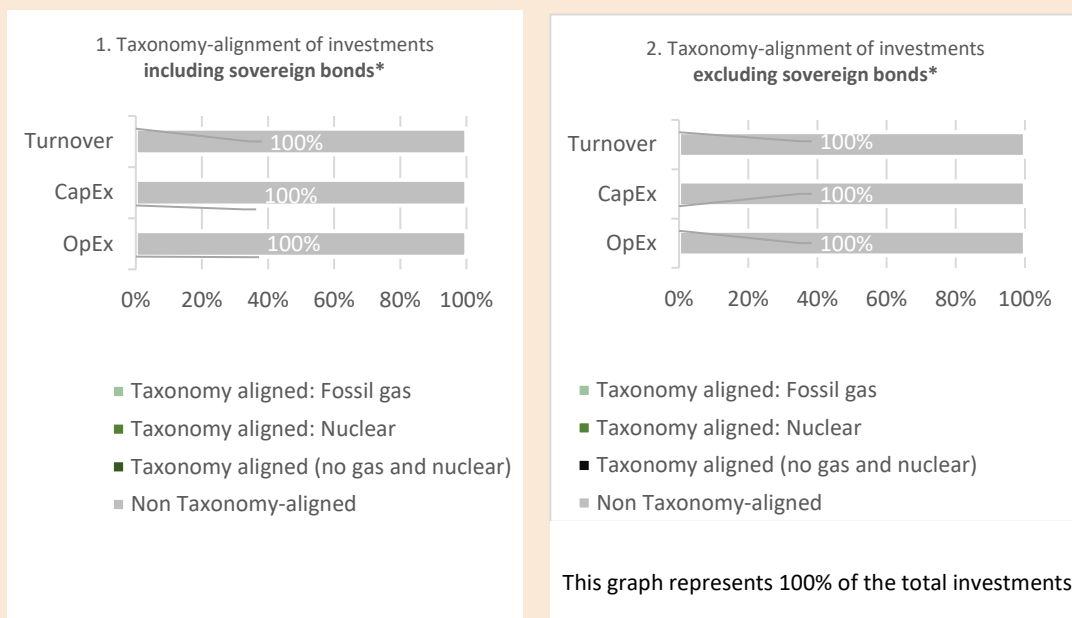 1. Taxonomy-alignment of investments
including sovereign bonds*
Turnover
100%
CapEx
100%
OpEx
100%
0% 20% 40% 60% 80% 100%
Taxonomy aligned: Fossil gas
Taxonomy aligned: Nuclear
Taxonomy aligned (no gas and nuclear)
Non Taxonomy-aligned
2. Taxonomy-alignment of investments
excluding sovereign bonds*
Turnover
100%
CapEx
100%
OpEx
100%
0% 20% 40% 60% 80% 100%
Taxonomy aligned: Fossil gas
Taxonomy aligned: Nuclear
Taxonomy aligned (no gas and nuclear)
Non Taxonomy-aligned
This graph represents 100% of the total investments